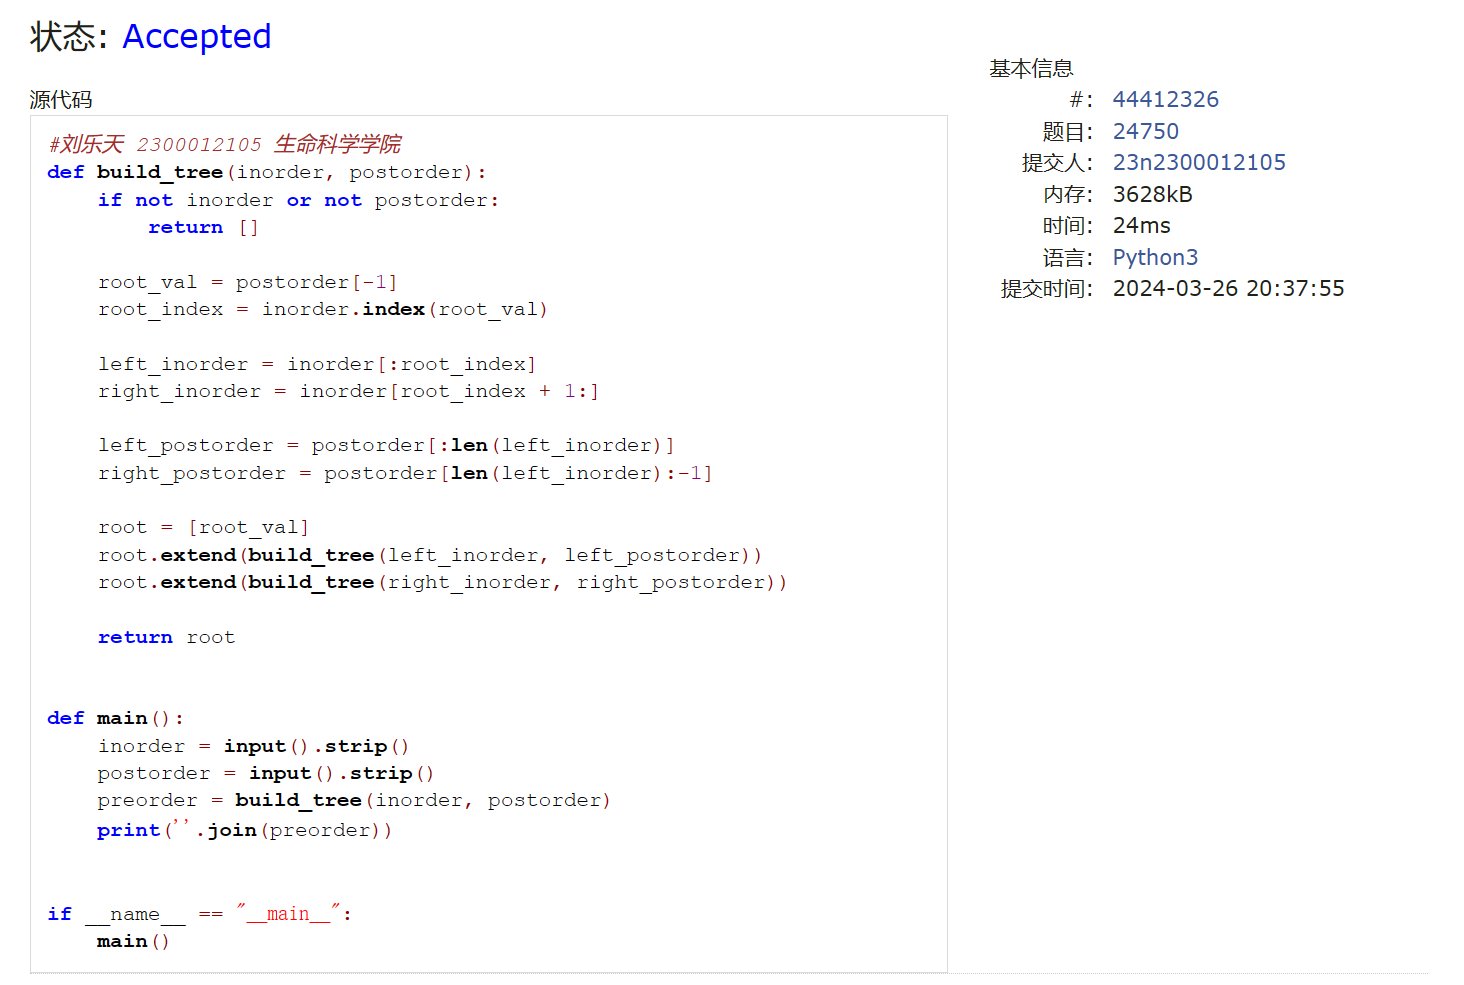 状态: Accepted
源代码
#刘乐天 2300012105 生命科学学院
def build_tree(inorder, postorder):
    if not inorder or not postorder:
        return []

    root_val = postorder[-1]
    root_index = inorder.index(root_val)

    left_inorder = inorder[:root_index]
    right_inorder = inorder[root_index + 1:]

    left_postorder = postorder[:len(left_inorder)]
    right_postorder = postorder[len(left_inorder):-1]

    root = [root_val]
    root.extend(build_tree(left_inorder, left_postorder))
    root.extend(build_tree(right_inorder, right_postorder))

    return root


def main():
    inorder = input().strip()
    postorder = input().strip()
    preorder = build_tree(inorder, postorder)
    print(''.join(preorder))


if __name__ == "__main__":
    main()
基本信息
#: 44412326
题目: 24750
提交人: 23n2300012105
内存: 3628kB
时间: 24ms
语言: Python3
提交时间: 2024-03-26 20:37:55